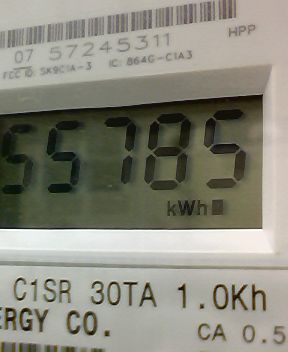 07 57245311
HPP
FCC ID: SK9C1A-3 IC: 864G-C1A3
55785
kWh
C1SR 30TA 1.0Kh
ERGY CO.
CA 0.5